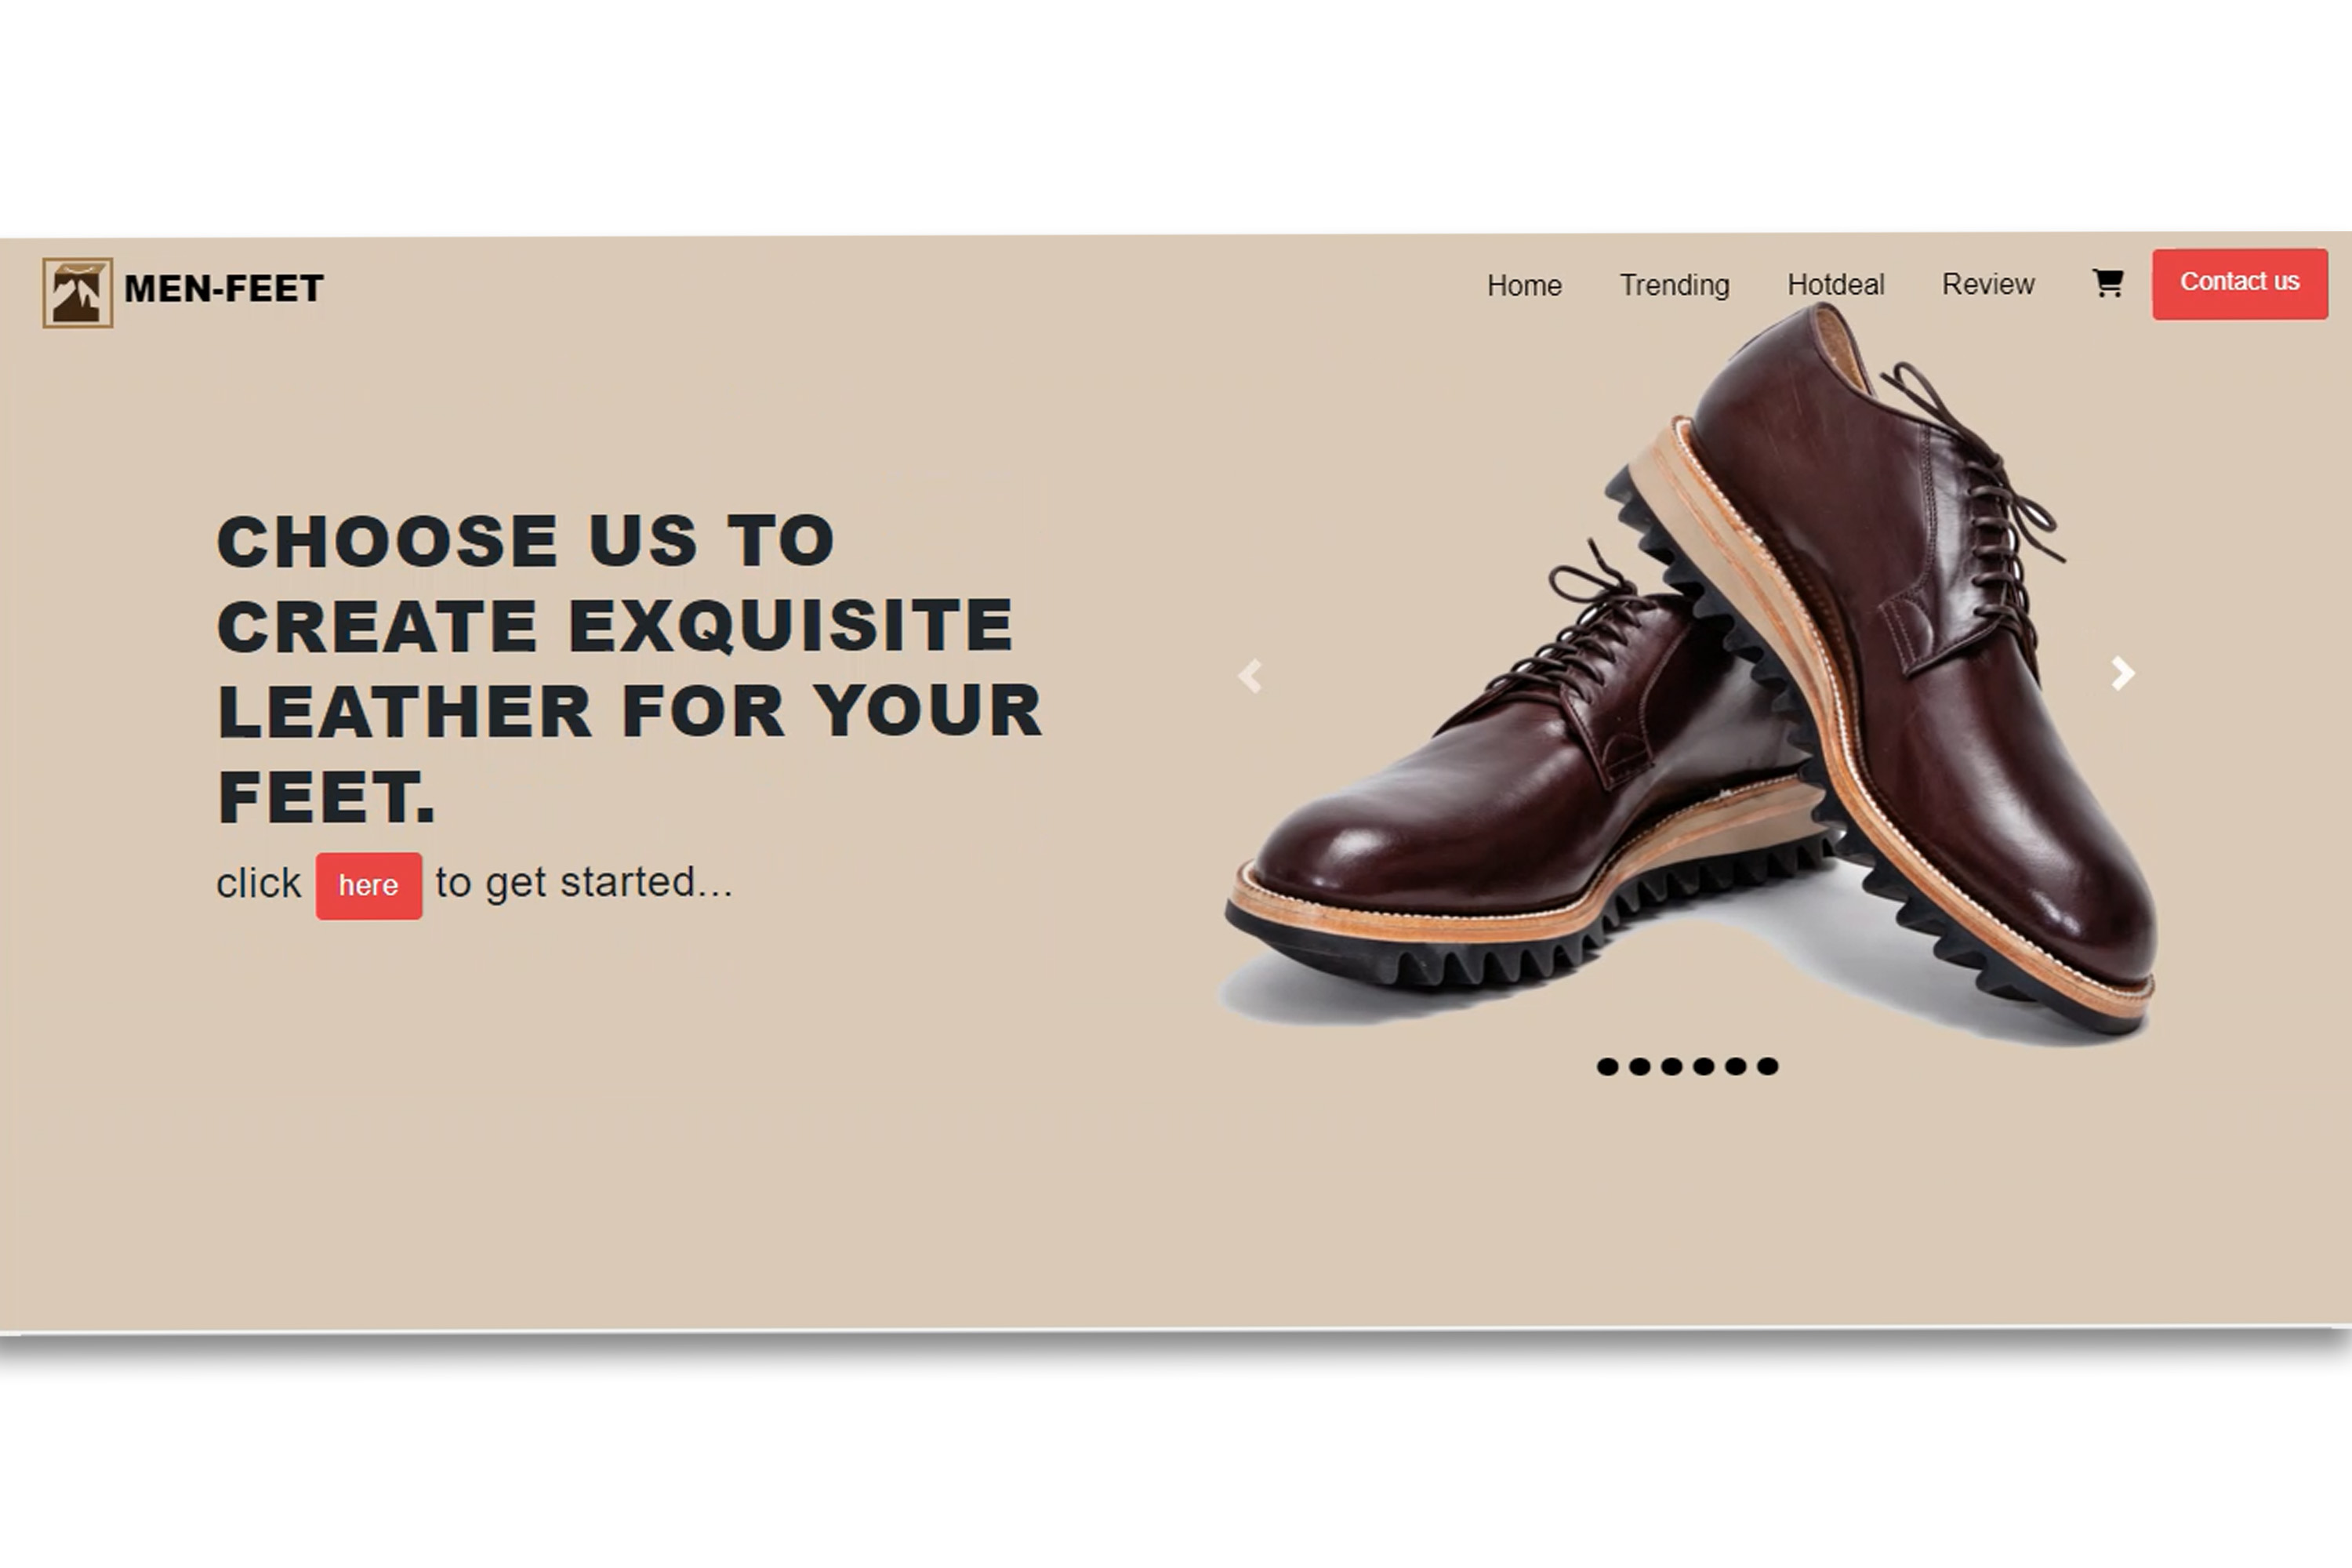 MEN-FEET
Home Trending Hotdeal Review Contact us
CHOOSE US TO
CREATE EXQUISITE
LEATHER FOR YOUR
FEET.
click here to get started...